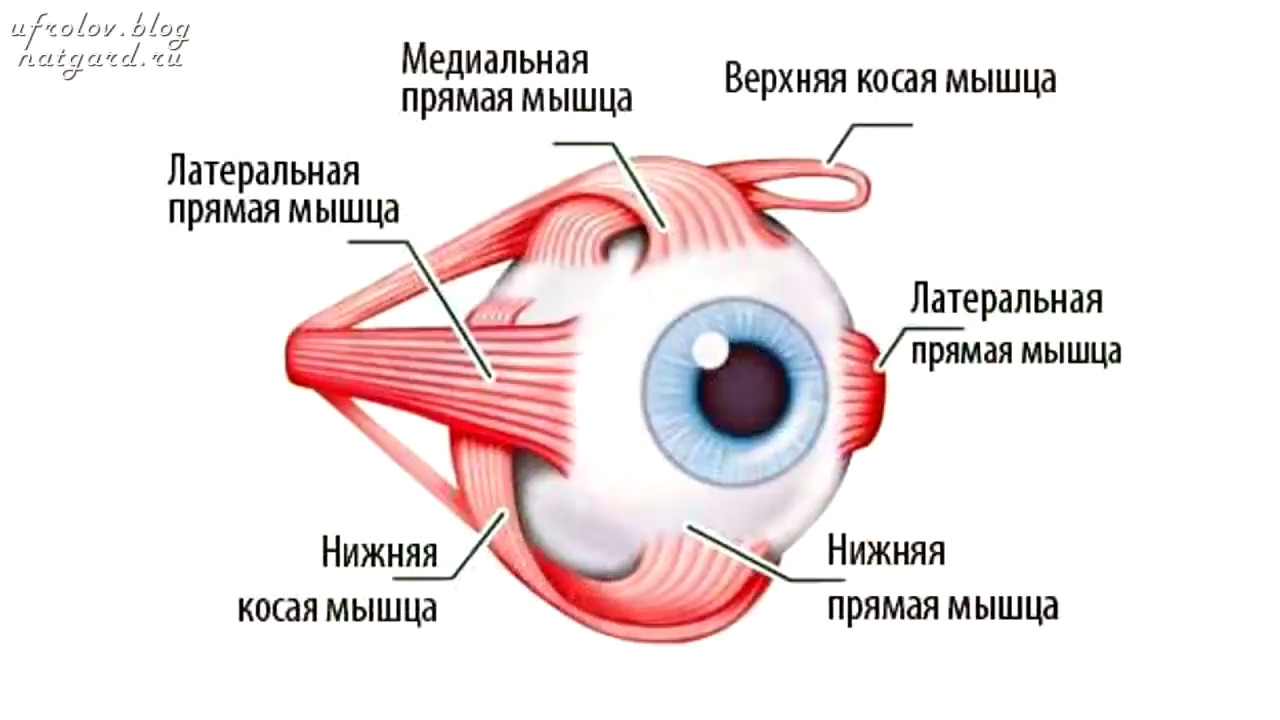 ufrolov.blog
natgard.ru
Медиальная
прямая мышца
Верхняя косая мышца
Латеральная
прямая мышца
Латеральная
прямая мышца
Нижняя
косая мышца
Нижняя
прямая мышца